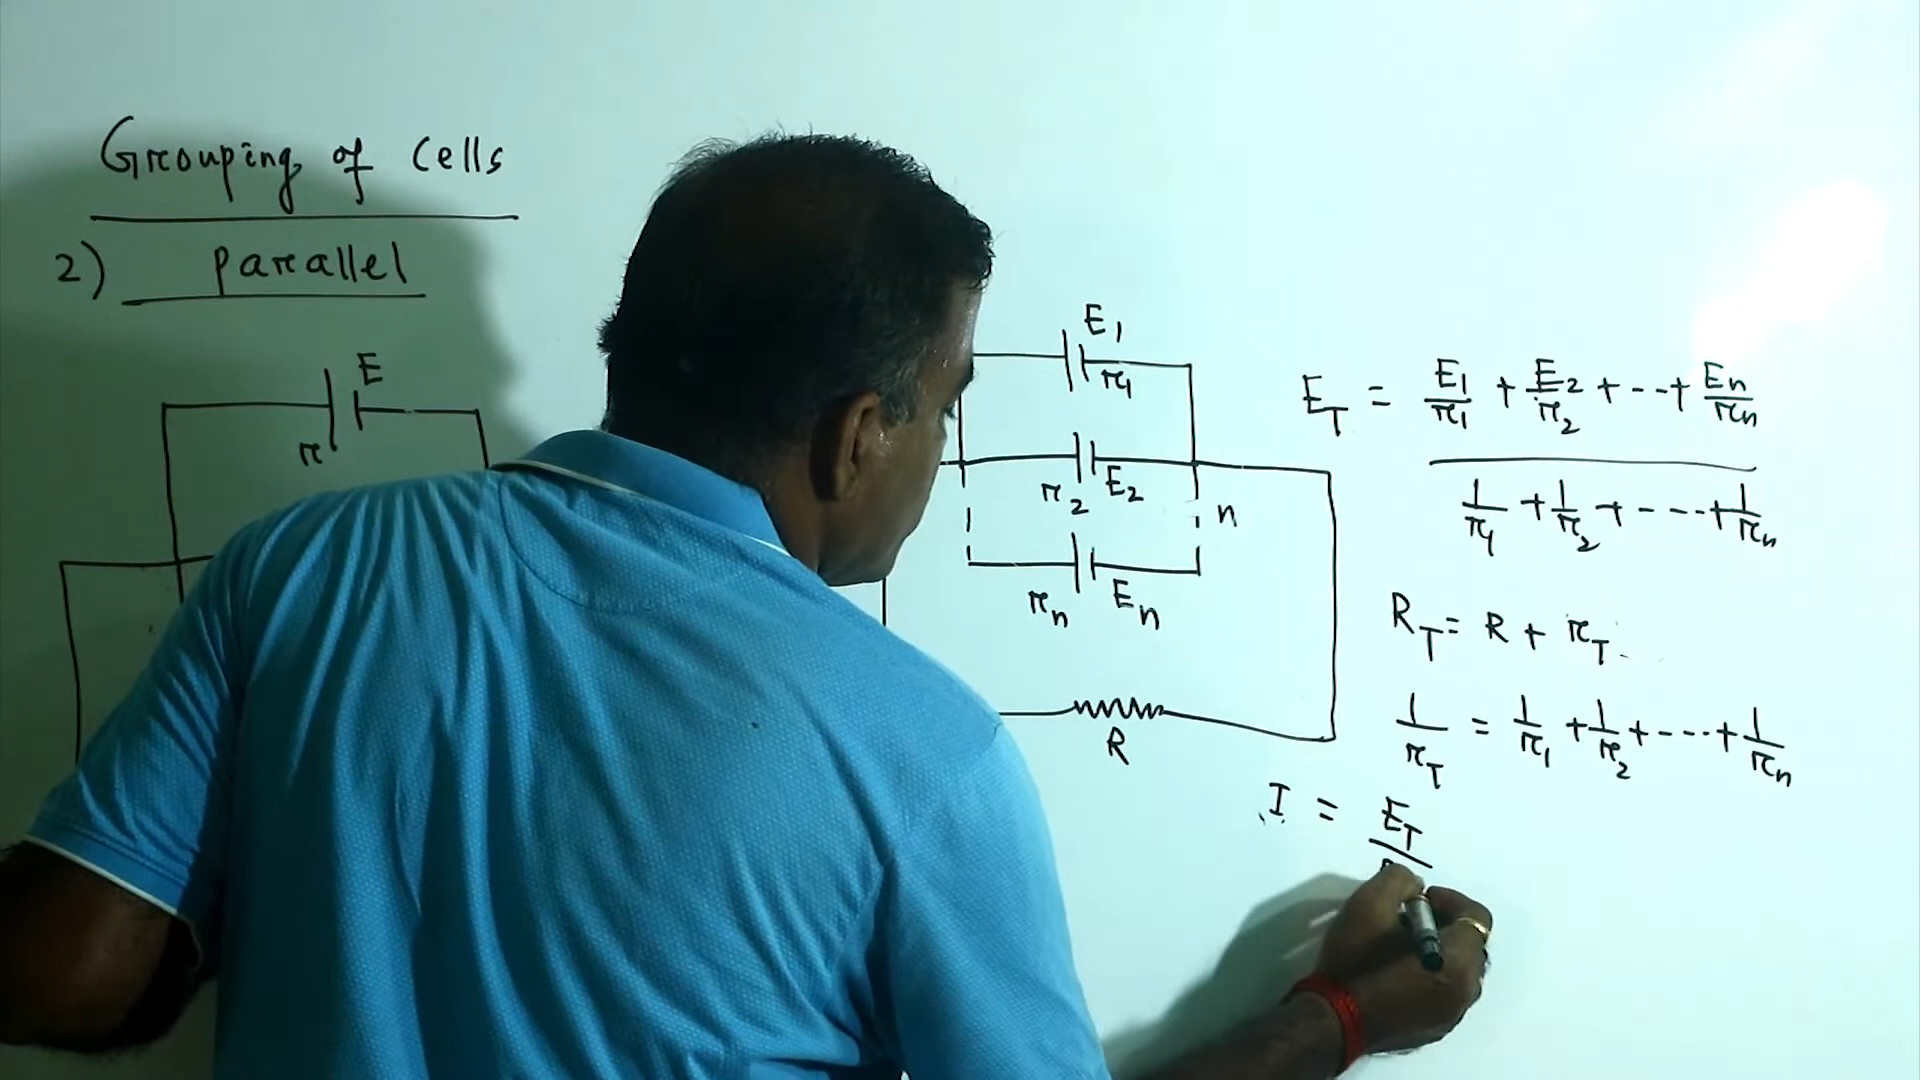 Grouping of Cells
2) parallel
E
r
E1
r1
r2 E2
n
rn En
R
ET = E1/r1 + E2/r2 + --+ En/rn
1/r1 + 1/r2 + ----+ 1/rn
RT = R + rT
1/rT = 1/r1 + 1/r2 + ---+ 1/rn
I = ET